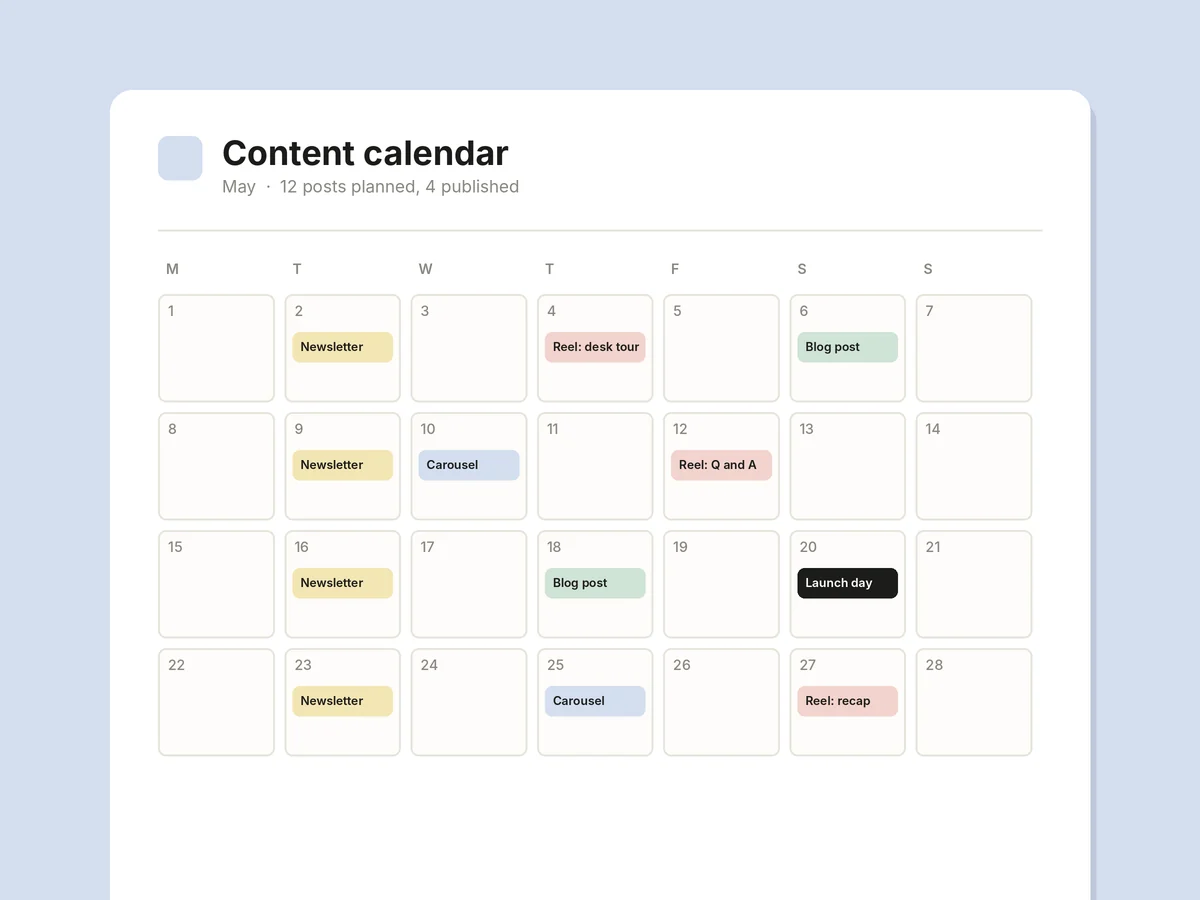 Content calendar
May · 12 posts planned, 4 published
M T W T F S S
1 2 3 4 5 6 7
Newsletter Reel: desk tour Blog post
8 9 10 11 12 13 14
Newsletter Carousel Reel: Q and A
15 16 17 18 19 20 21
Newsletter Blog post Launch day
22 23 24 25 26 27 28
Newsletter Carousel Reel: recap